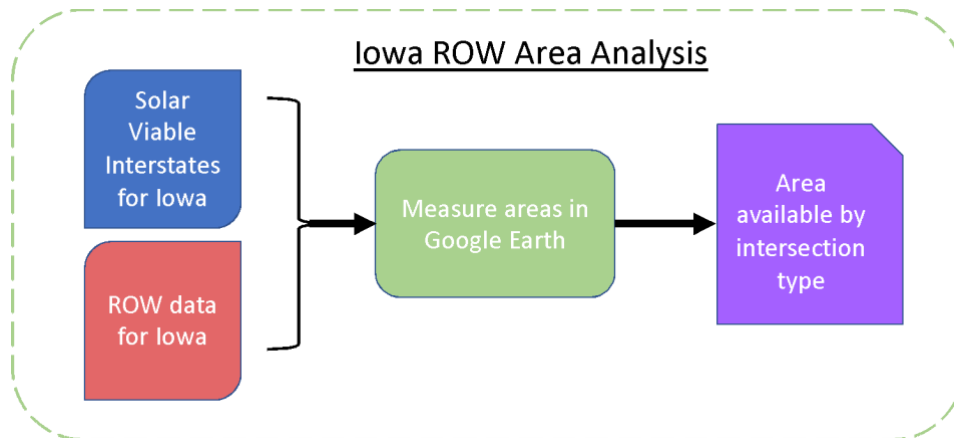 Iowa ROW Area Analysis
Solar
Viable
Interstates
for Iowa
ROW data
for Iowa
Measure areas in
Google Earth
Area
available by
intersection
type